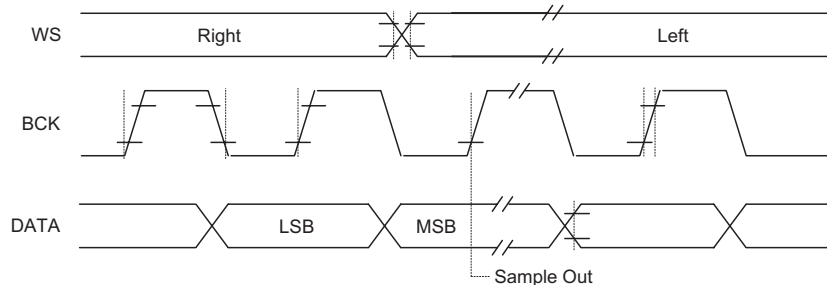 WS
Right
Left
BCK
DATA
LSB
MSB
Sample Out